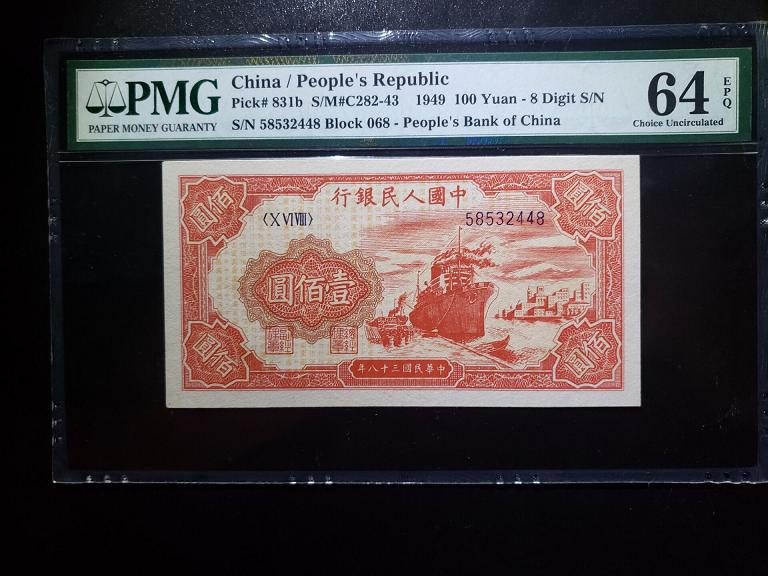 PMG
PAPER MONEY GUARANTY
China / People's Republic
Pick# 831b S/M#C282-43 1949 100 Yuan - 8 Digit S/N
S/N 58532448 Block 068 - People's Bank of China
64
EPQ
Choice Uncirculated
行銀民人國中
圓佰
圓佰
〈X VI VIII〉
58532448
圓佰壹
圓佰
圓佰
年八十三國民華中